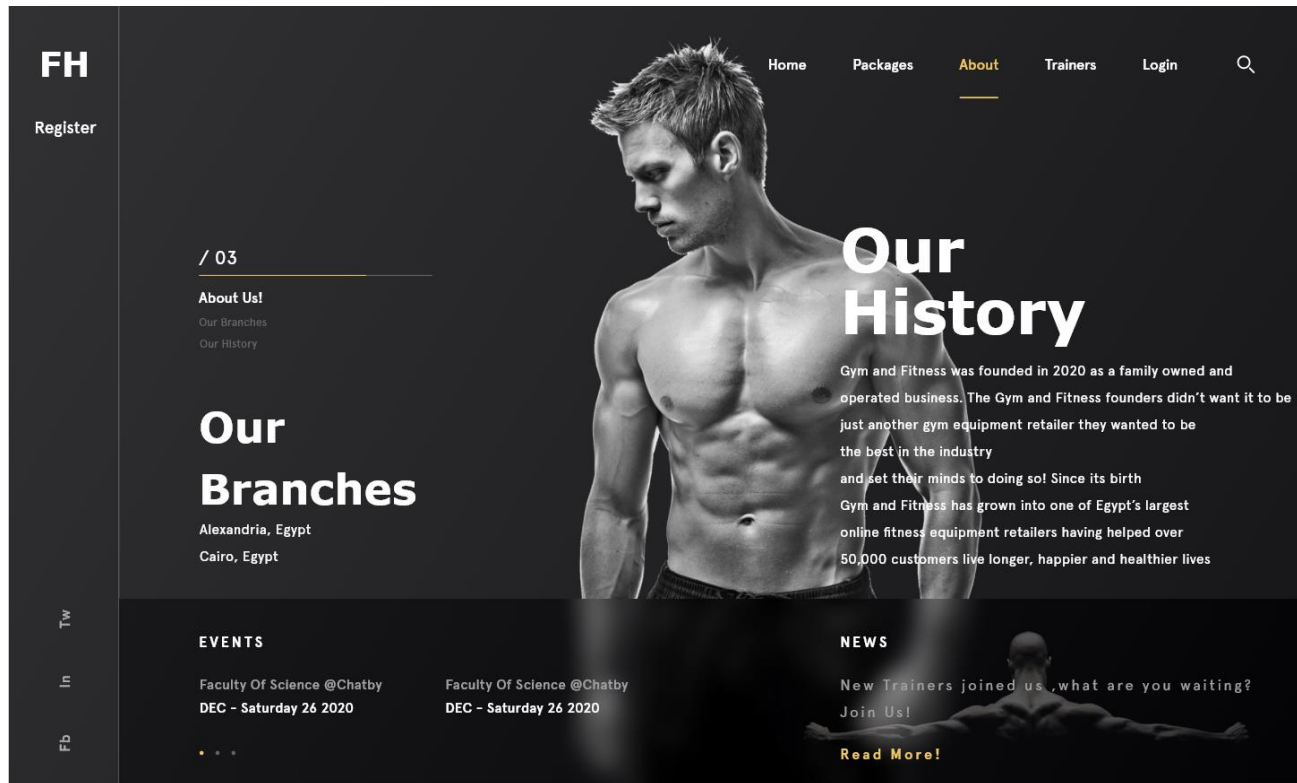 FH
Register
Home Packages About Trainers Login
/ 03
About Us!
Our Branches
Our History
Our
Branches
Alexandria, Egypt
Cairo, Egypt
Our
History
Gym and Fitness was founded in 2020 as a family owned and
operated business. The Gym and Fitness founders didn't want it to be
just another gym equipment retailer they wanted to be
the best in the industry
and set their minds to doing so! Since its birth
Gym and Fitness has grown into one of Egypt's largest
online fitness equipment retailers having helped over
50,000 customers live longer, happier and healthier lives
Tw
In
Fb
EVENTS
Faculty Of Science @Chatby
DEC - Saturday 26 2020
Faculty Of Science @Chatby
DEC - Saturday 26 2020
NEWS
New Trainers joined us ,what are you waiting?
Join Us!
Read More!